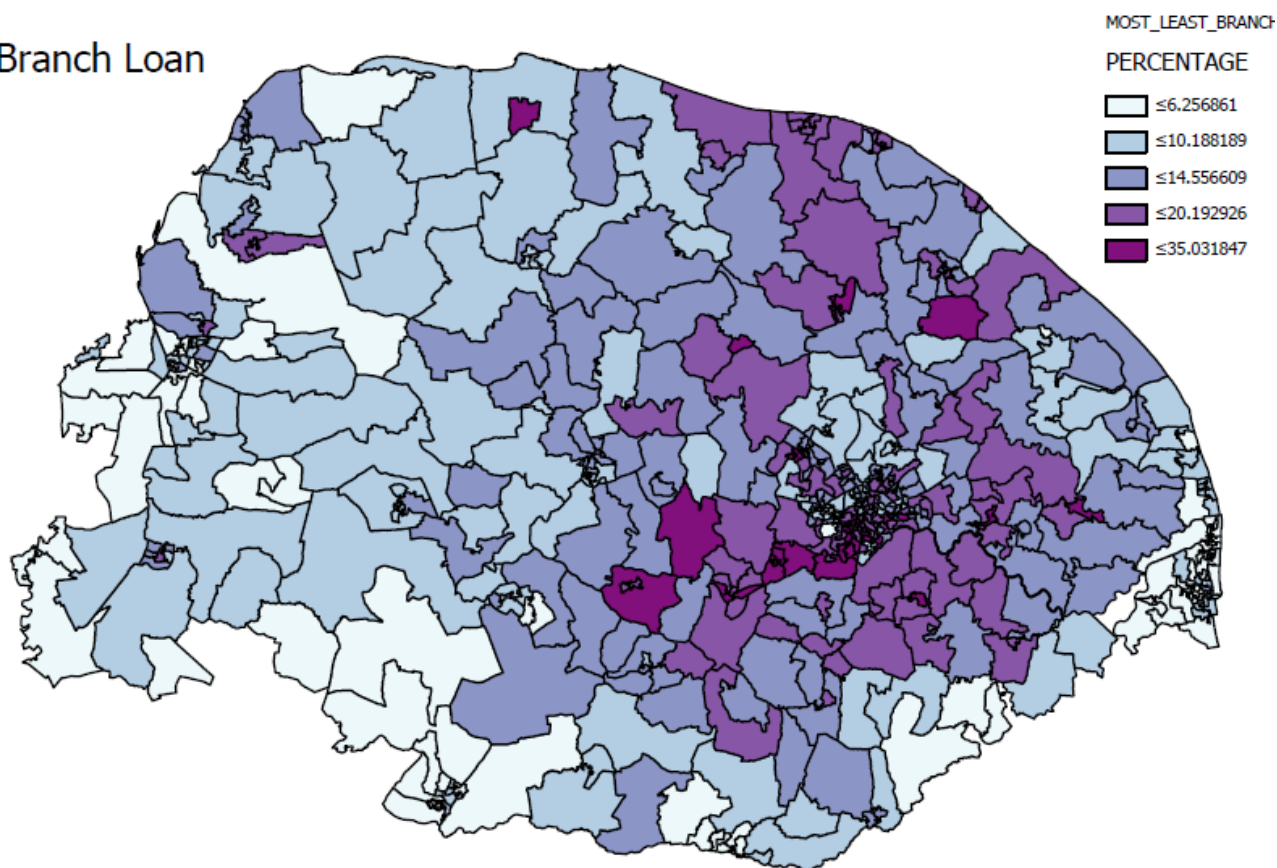 Branch Loan
MOST_LEAST_BRANCH
PERCENTAGE
≤6.256861
≤10.188189
≤14.556609
≤20.192926
≤35.031847